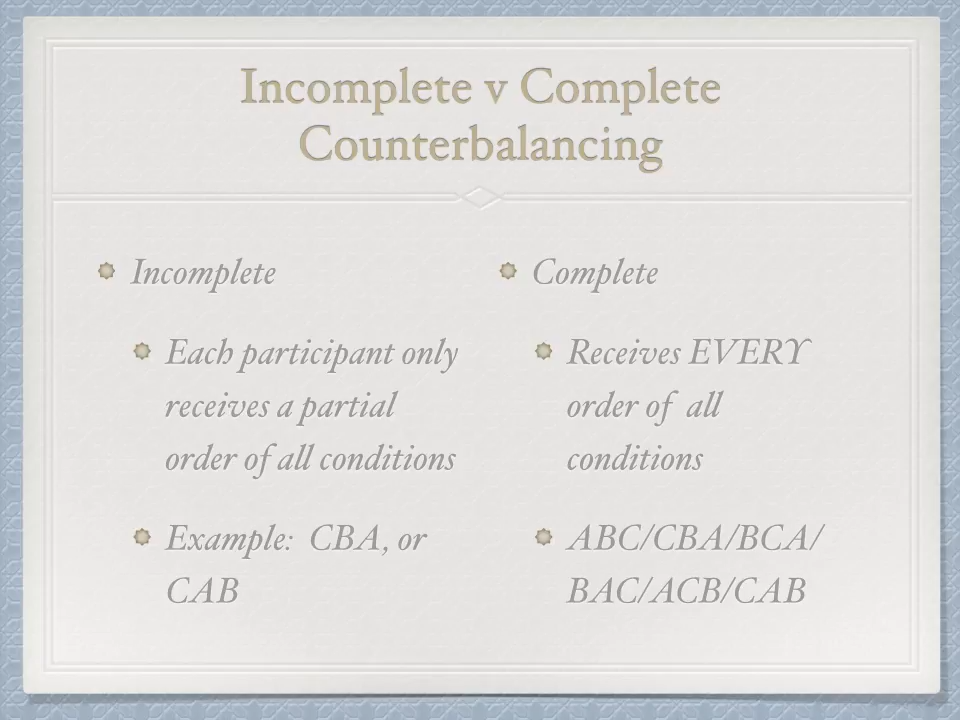 Incomplete v Complete
Counterbalancing
Incomplete
Each participant only
receives a partial
order of all conditions
Example: CBA, or
CAB
Complete
Receives EVERY
order of all
conditions
ABC/CBA/BCA/
BAC/ACB/CAB